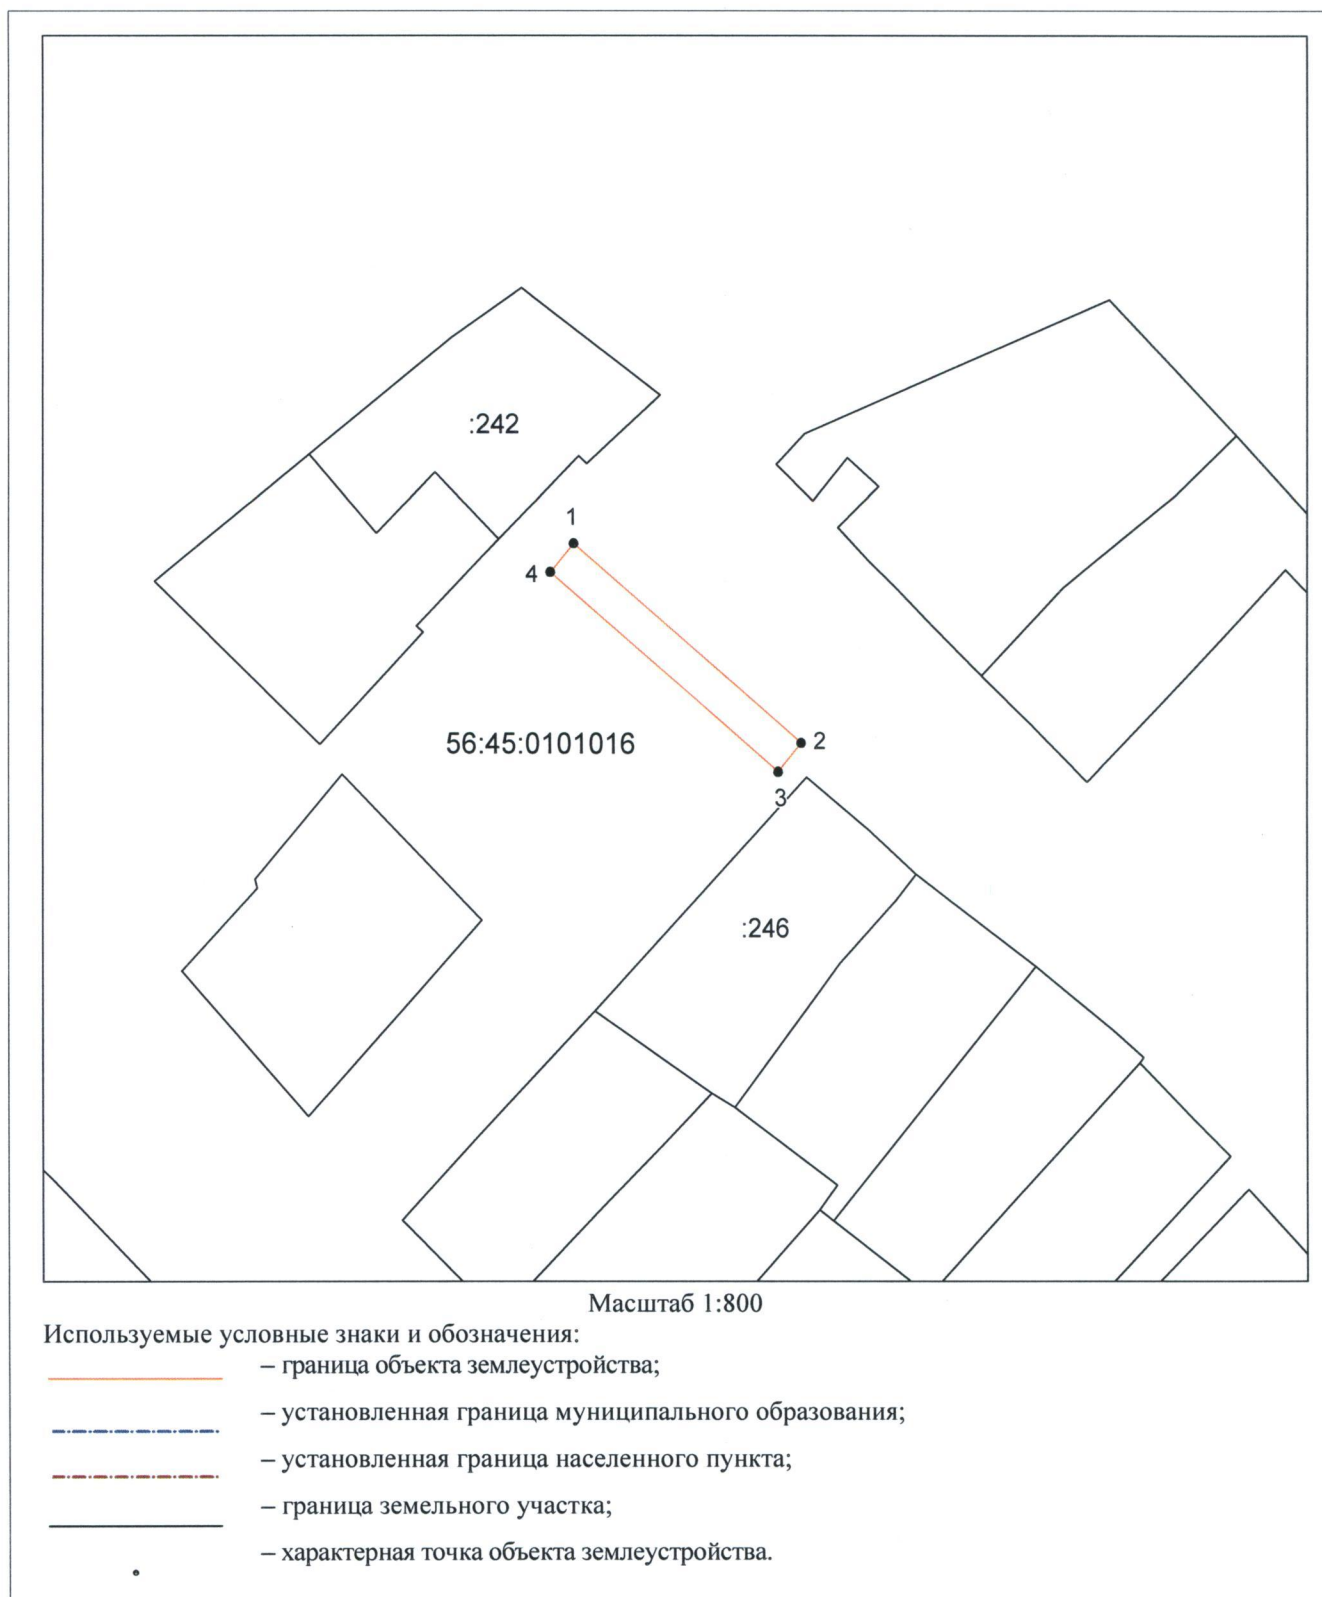 :242
1
4
2
56:45:0101016
3
:246
Масштаб 1:800
Используемые условные знаки и обозначения:
– граница объекта землеустройства;
– установленная граница муниципального образования;
– установленная граница населенного пункта;
– граница земельного участка;
– характерная точка объекта землеустройства.